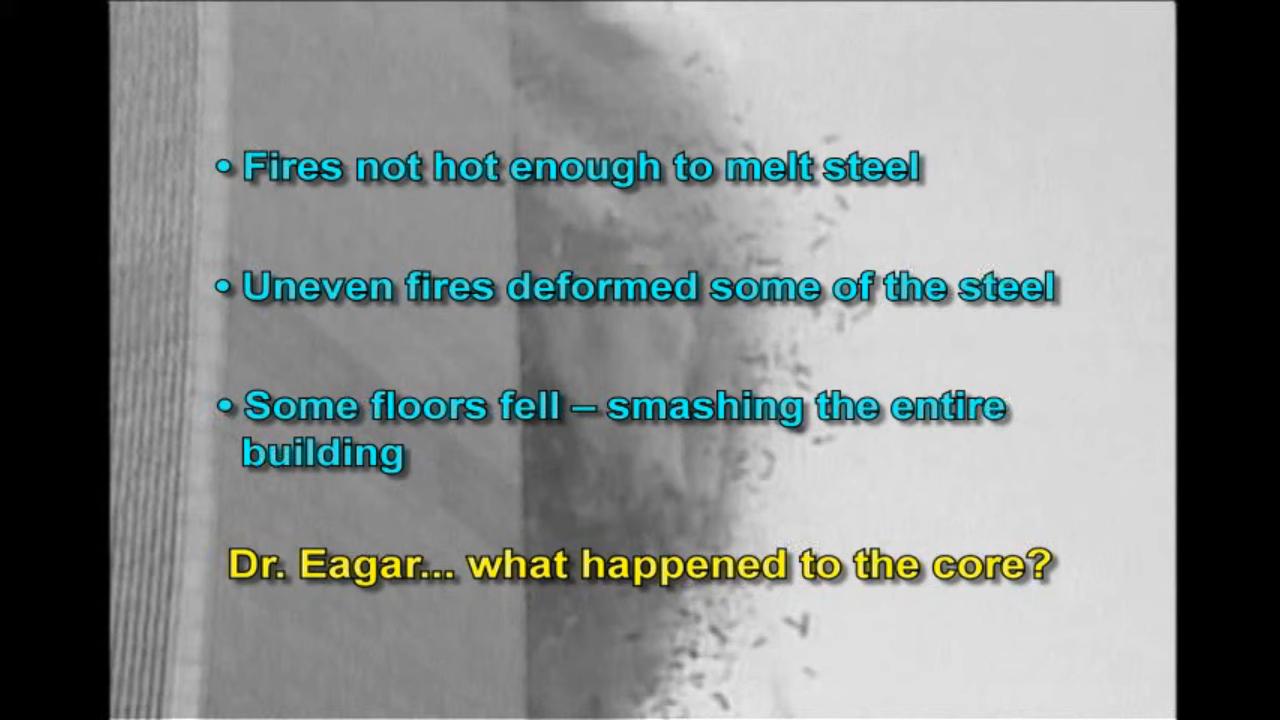 • Fires not hot enough to melt steel
• Uneven fires deformed some of the steel
• Some floors fell – smashing the entire
building
Dr. Eagar... what happened to the core?